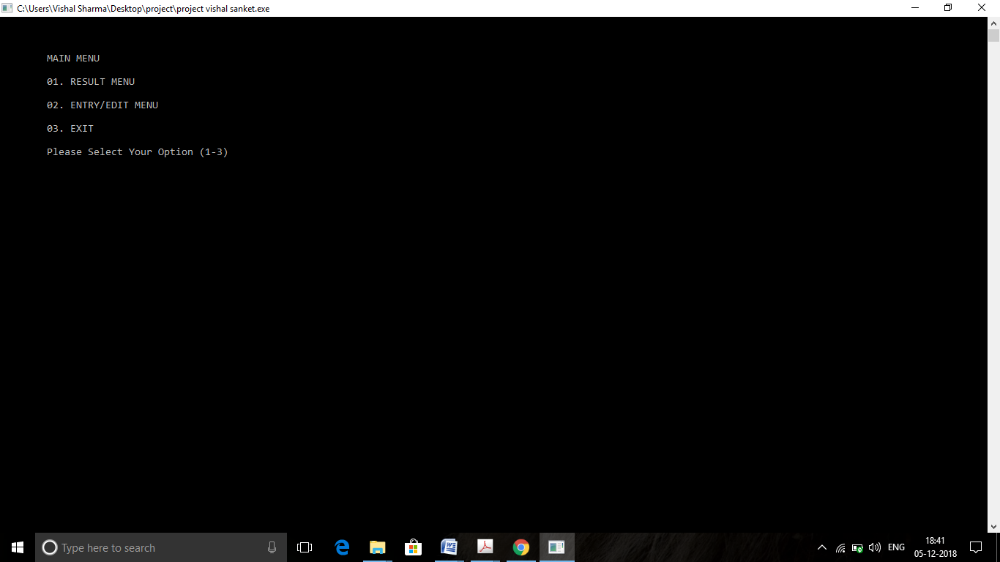 C:\Users\Vishal Sharma\Desktop\project\project vishal sanket.exe
MAIN MENU
01. RESULT MENU
02. ENTRY/EDIT MENU
03. EXIT
Please Select Your Option (1-3)
Type here to search
ENG
18:41
05-12-2018